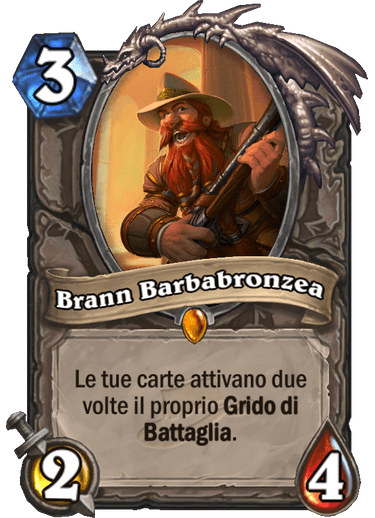 3
Brann Barbabronzea
Le tue carte attivano due
volte il proprio Grido di
Battaglia.
2
4